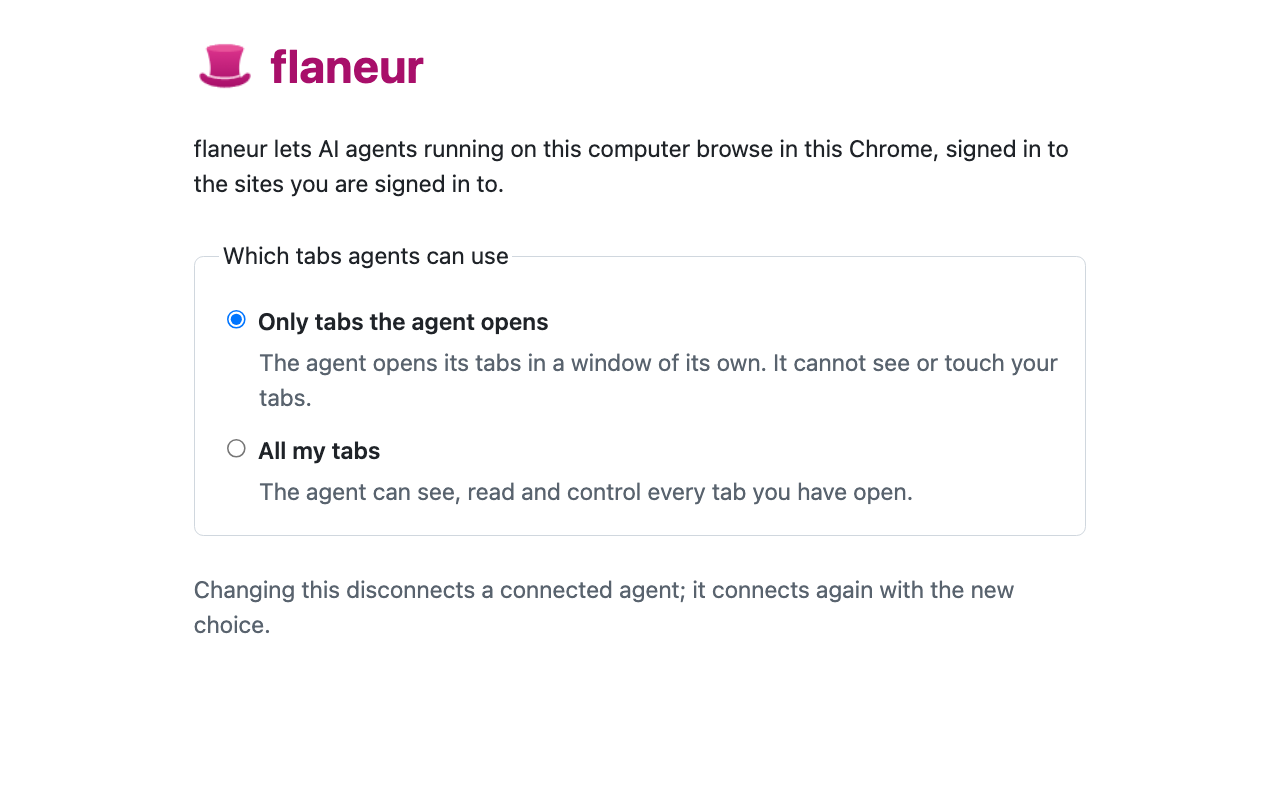 flaneur
flaneur lets AI agents running on this computer browse in this Chrome, signed in to
the sites you are signed in to.
Which tabs agents can use
Only tabs the agent opens
The agent opens its tabs in a window of its own. It cannot see or touch your
tabs.
All my tabs
The agent can see, read and control every tab you have open.
Changing this disconnects a connected agent; it connects again with the new
choice.